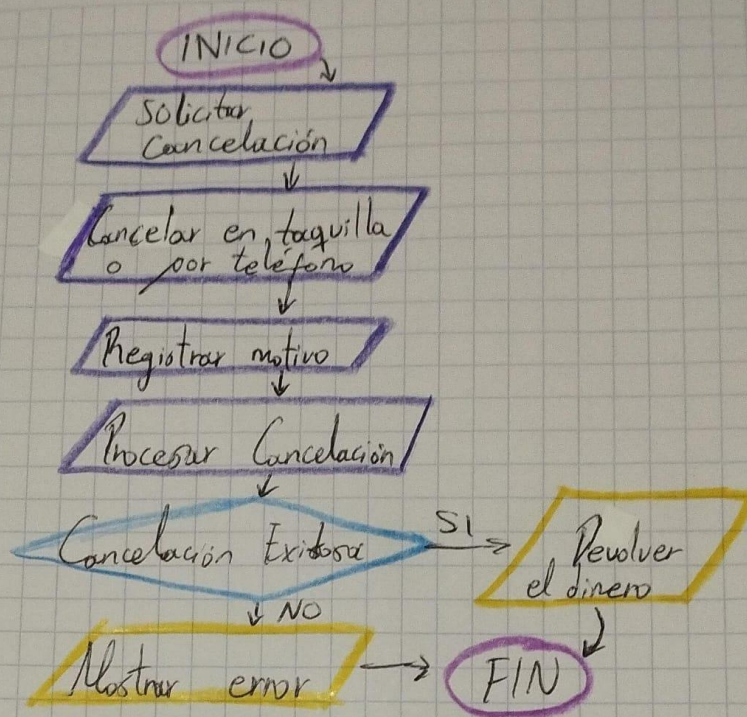 INICIO
Solicitar
Cancelación
Cancelar en taquilla
o por teléfono
Registrar motivo
Procesar Cancelación
Cancelación Exitosa
SI
Devolver
el dinero
NO
Mostrar error
FIN